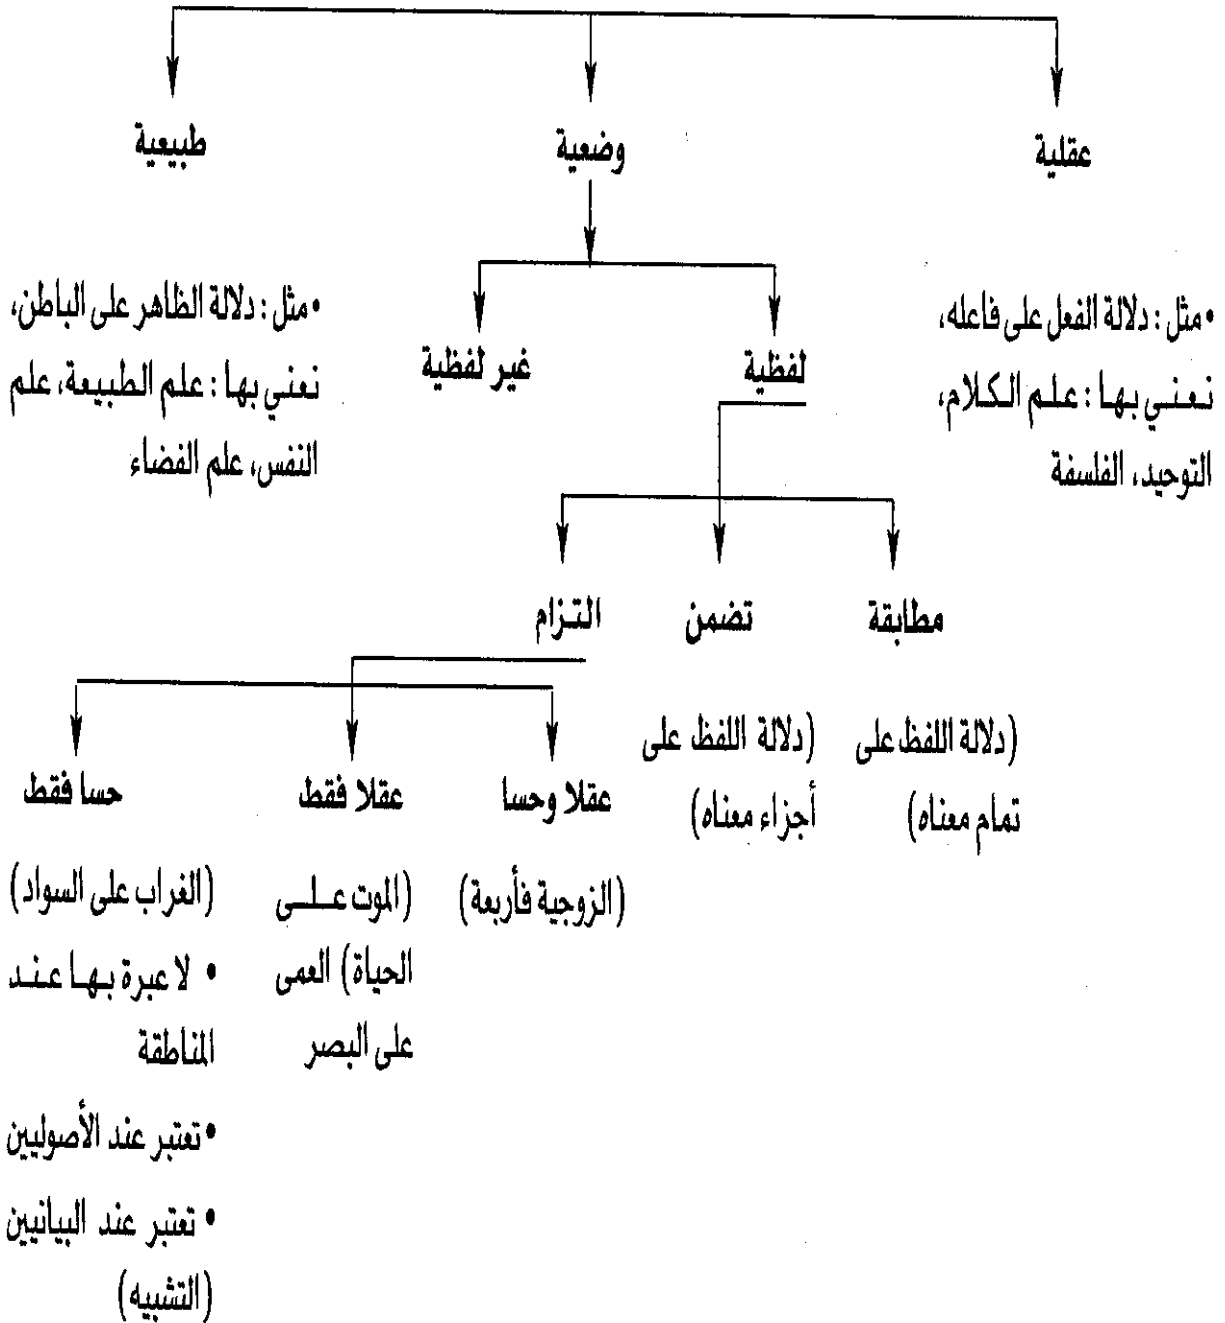 عقلية
وضعية
طبيعية
• مثل : دلالة الفعل على فاعله،
نعني بها : علم الكلام،
التوحيد، الفلسفة
لفظية
غير لفظية
• مثل : دلالة الظاهر على الباطن،
نعني بها : علم الطبيعة، علم
النفس، علم الفضاء
مطابقة
تضمن
التزام
(دلالة اللفظ على
تمام معناه)
(دلالة اللفظ على
أجزاء معناه)
عقلا وحسا
(الزوجية فأربعة)
عقلا فقط
(الموت على
الحياة) العمى
على البصر
حسا فقط
(الغراب على السواد)
• لا عبرة بها عند
المناطقة
• تعتبر عند الأصوليين
• تعتبر عند البيانيين
(التشبيه)